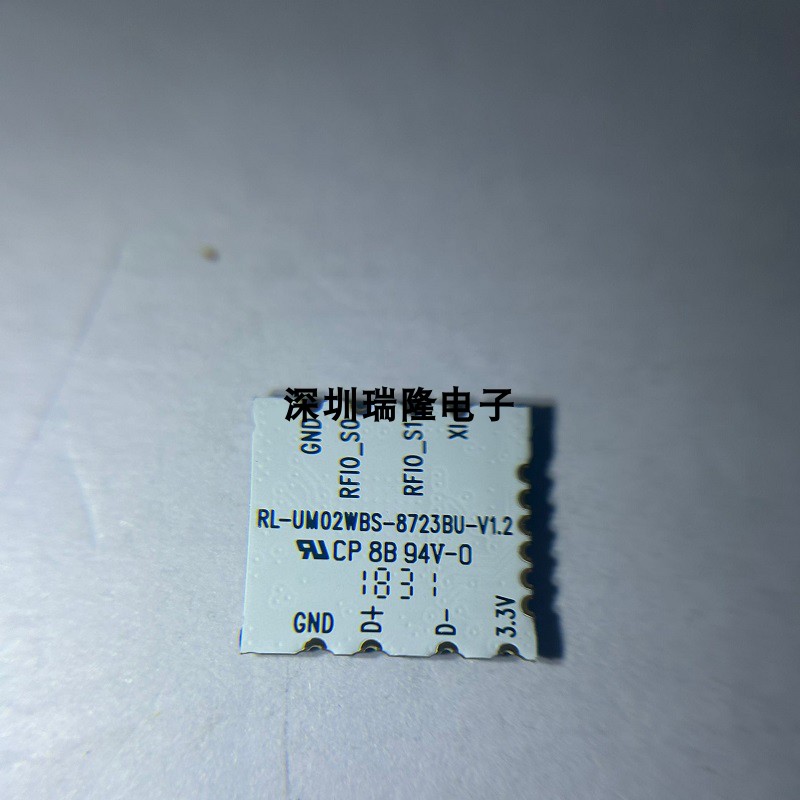 深圳瑞隆电子
GND
RFIO_S0
RFIO_S1
XI
RL-UM02WBS-8723BU-V1.2
CP 8B 94V-0
1831
GND
D+
D-
3.3V